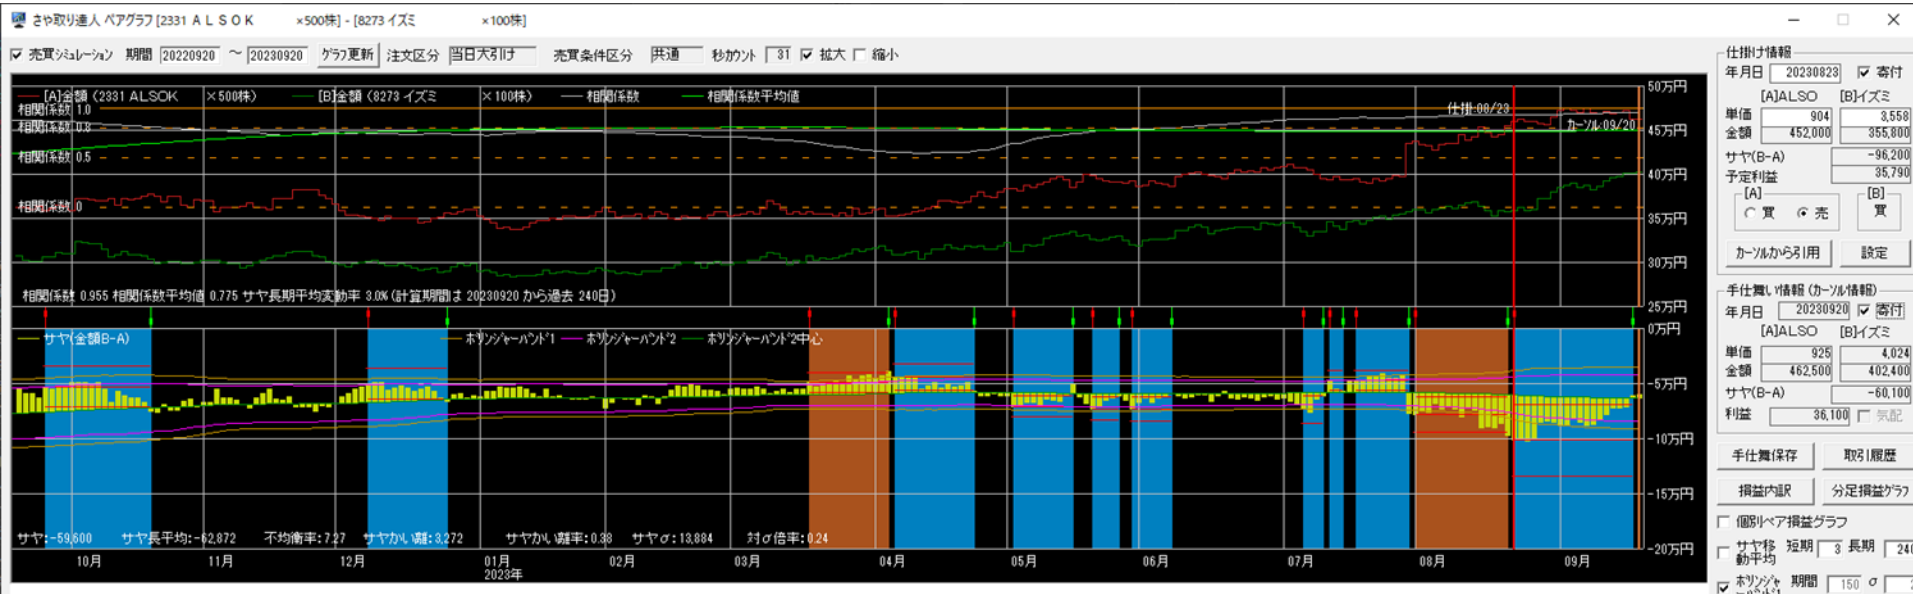 さや取り達人 ペアグラフ [2331 ＡＬＳＯＫ ×500株] - [8273 イズミ ×100株]
売買シミュレーション 期間 20220920 ～ 20230920 グラフ更新 注文区分 当日大引け 売買条件区分 共通 秒カウント 31 拡大 縮小
[A]金額 (2331 ALSOK ×500株) [B]金額 (8273 イズミ ×100株) 相関係数 相関係数平均値
相関係数 1.0
相関係数 0.8
相関係数 0.5
相関係数 0
仕掛:08/23
カーソル:09/20
50万円
45万円
40万円
35万円
30万円
25万円
相関係数 0.955 相関係数平均値 0.775 サヤ長期平均変動率 3.0% (計算期間は 20230920 から過去 240日)
サヤ(金額B-A) ボリンジャーバンド1 ボリンジャーバンド2 ボリンジャーバンド2中心
0万円
-5万円
-10万円
-15万円
-20万円
サヤ:-59,600 サヤ長平均:-62,872 不均衡率:7.27 サヤかい離:3,272 サヤかい離率:0.38 サヤσ:13,884 対σ倍率:0.24
10月 11月 12月 01月 02月 03月 04月 05月 06月 07月 08月 09月
2023年
仕掛け情報
年月日 20230823 寄付
[A]ALSO [B]イズミ
単価 904 3,558
金額 452,000 355,800
サヤ(B-A) -96,200
予定利益 35,790
[A] [B]
買 売 買
カーソルから引用 設定
手仕舞い情報 (カーソル情報)
年月日 20230920 寄付
[A]ALSO [B]イズミ
単価 925 4,024
金額 462,500 402,400
サヤ(B-A) -60,100
利益 36,100 気配
手仕舞保存 取引履歴
損益内訳 分足損益グラフ
個別ペア損益グラフ
サヤ移動平均 短期 3 長期 240
ボリンジャーバンド1 期間 150 σ